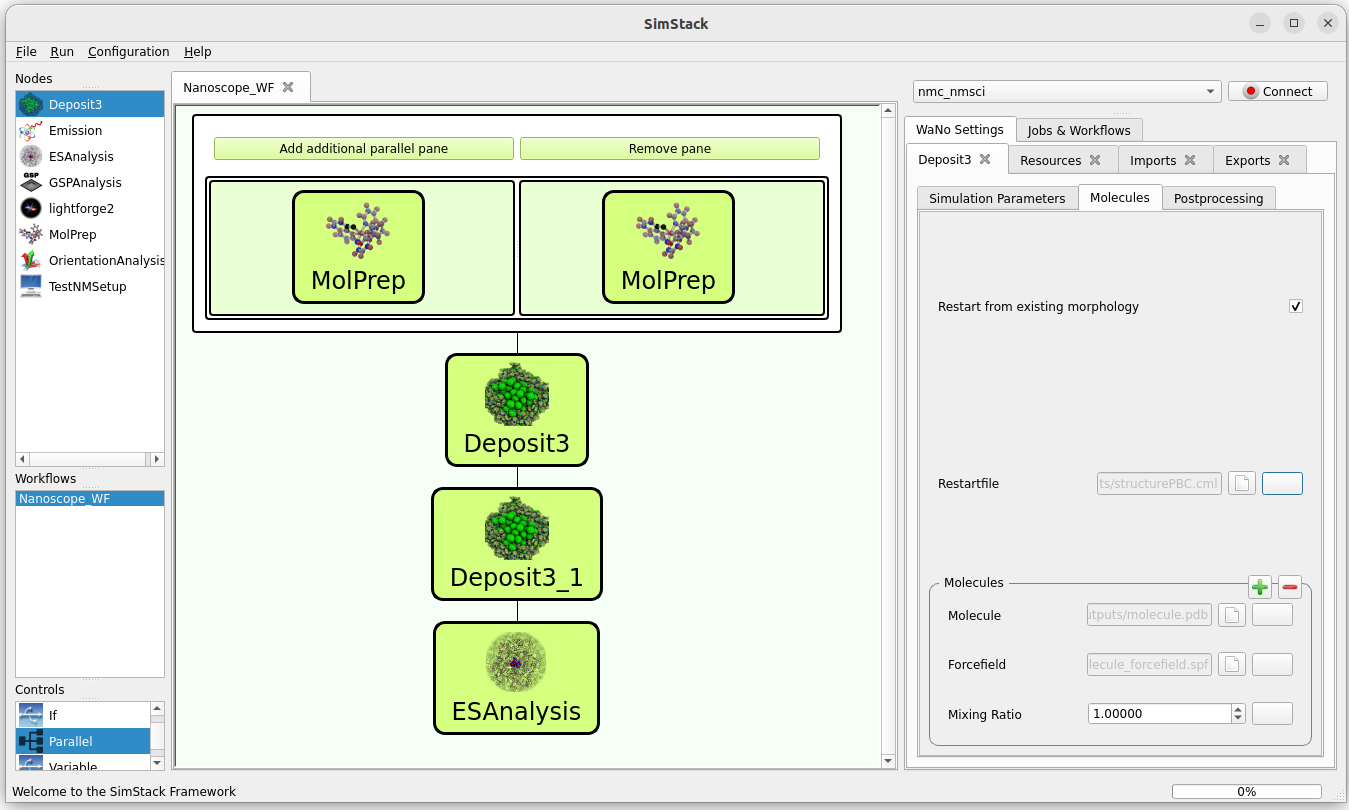 SimStack
File Run Configuration Help
Nodes
Deposit3
Emission
ESAnalysis
GSP
GSPAnalysis
lightforge2
MolPrep
OrientationAnalysis
TestNMSetup
Workflows
Nanoscope_WF
Controls
If
Parallel
Variable
Nanoscope_WF
Add additional parallel pane
Remove pane
MolPrep
MolPrep
Deposit3
Deposit3_1
ESAnalysis
nmc_nmsci
Connect
WaNo Settings
Jobs & Workflows
Deposit3
Resources
Imports
Exports
Simulation Parameters
Molecules
Postprocessing
Restart from existing morphology
Restartfile
ts/structurePBC.cml
Molecules
Molecule
utputs/molecule.pdb
Forcefield
lecule_forcefield.spf
Mixing Ratio
1.00000
Welcome to the SimStack Framework
0%